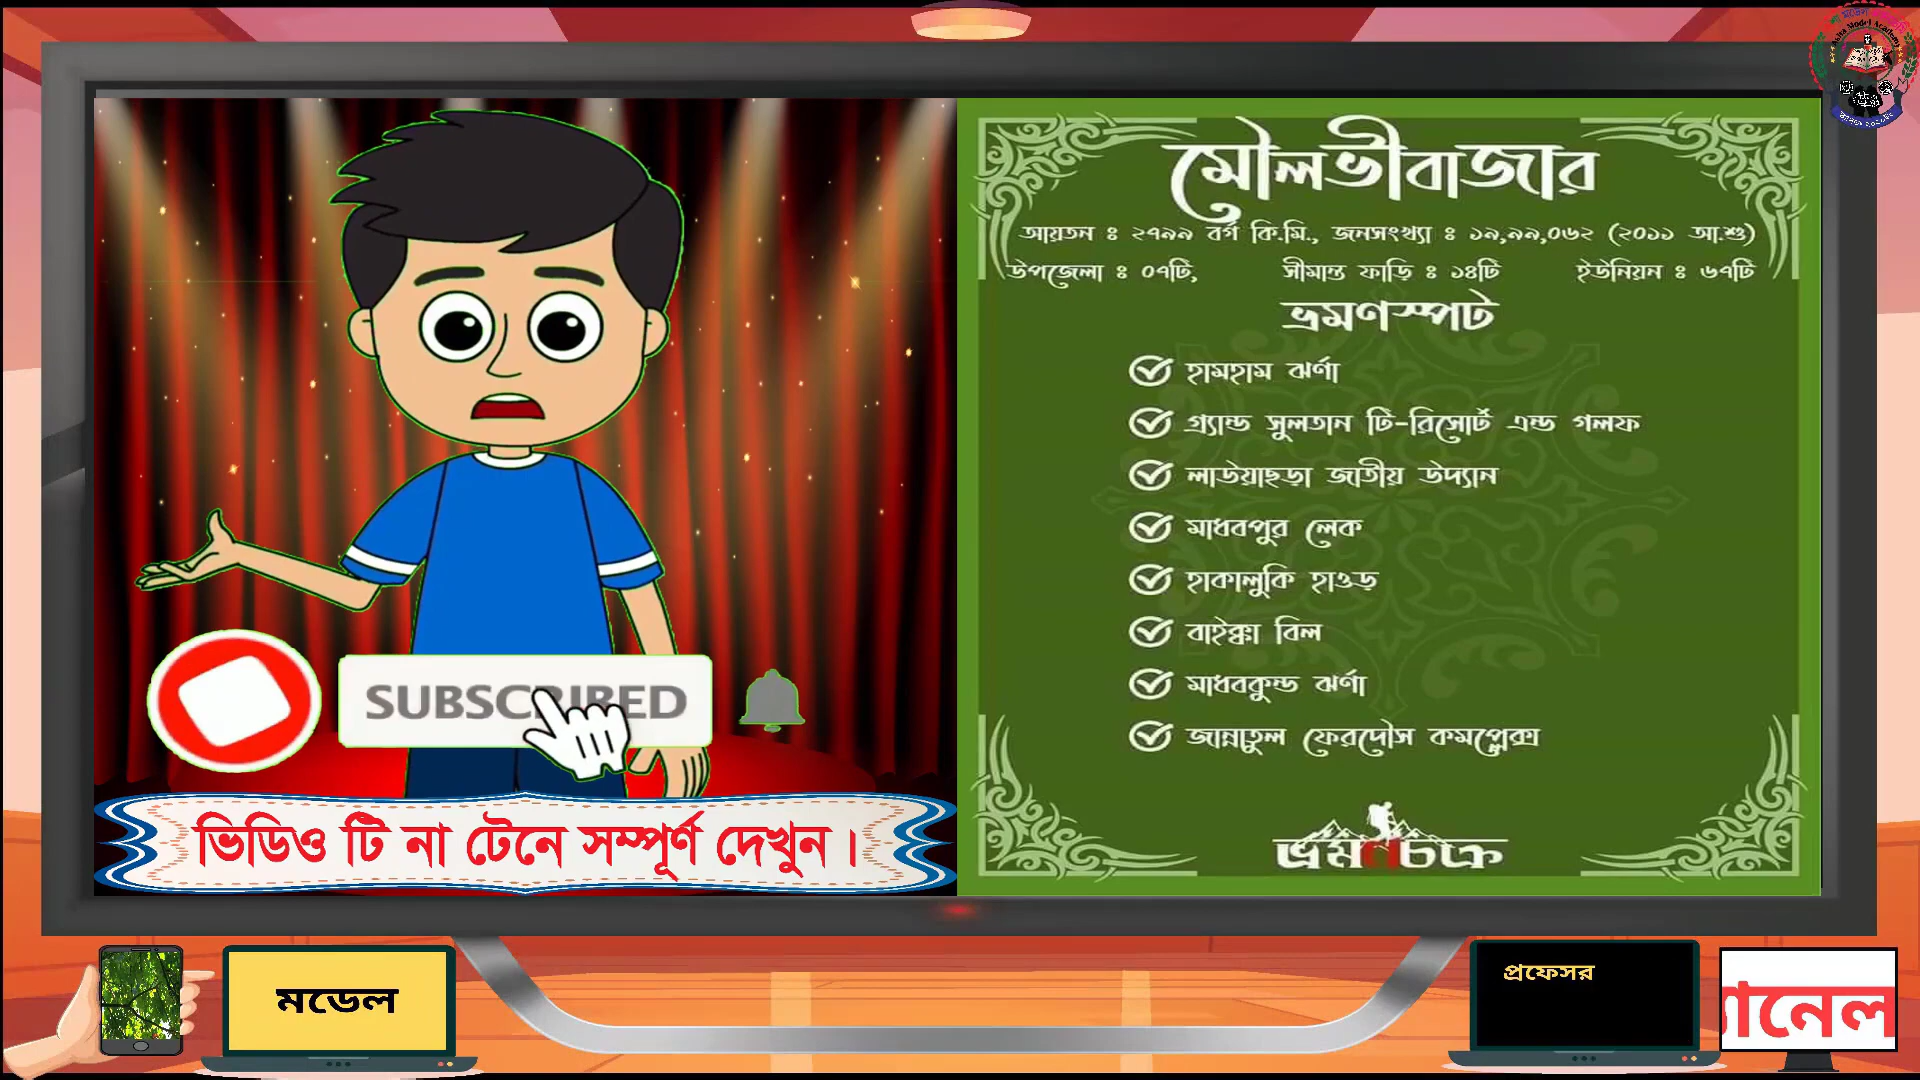 মৌলভীবাজার
আয়তন ঃ ২৭৯৯ বর্গ কি.মি., জনসংখ্যা ঃ ১৯,৯৯,০৬২ (২০১১ আ.শু)
উপজেলা ঃ ০৭টি, সীমান্ত ফাড়ি ঃ ১৪টি ইউনিয়ন ঃ ৬৭টি
ভ্রমণস্পট
হামহাম ঝর্ণা
গ্র্যান্ড সুলতান টি-রিসোর্ট এন্ড গলফ
লাউয়াছড়া জাতীয় উদ্যান
মাধবপুর লেক
হাকালুকি হাওড়
বাইক্কা বিল
মাধবকুন্ড ঝর্ণা
জান্নাতুল ফেরদৌস কমপ্লেক্স
ভ্রমণচক্র
SUBSCRIBED
ভিডিও টি না টেনে সম্পূর্ণ দেখুন।
মডেল
প্রফেসর
ানেল